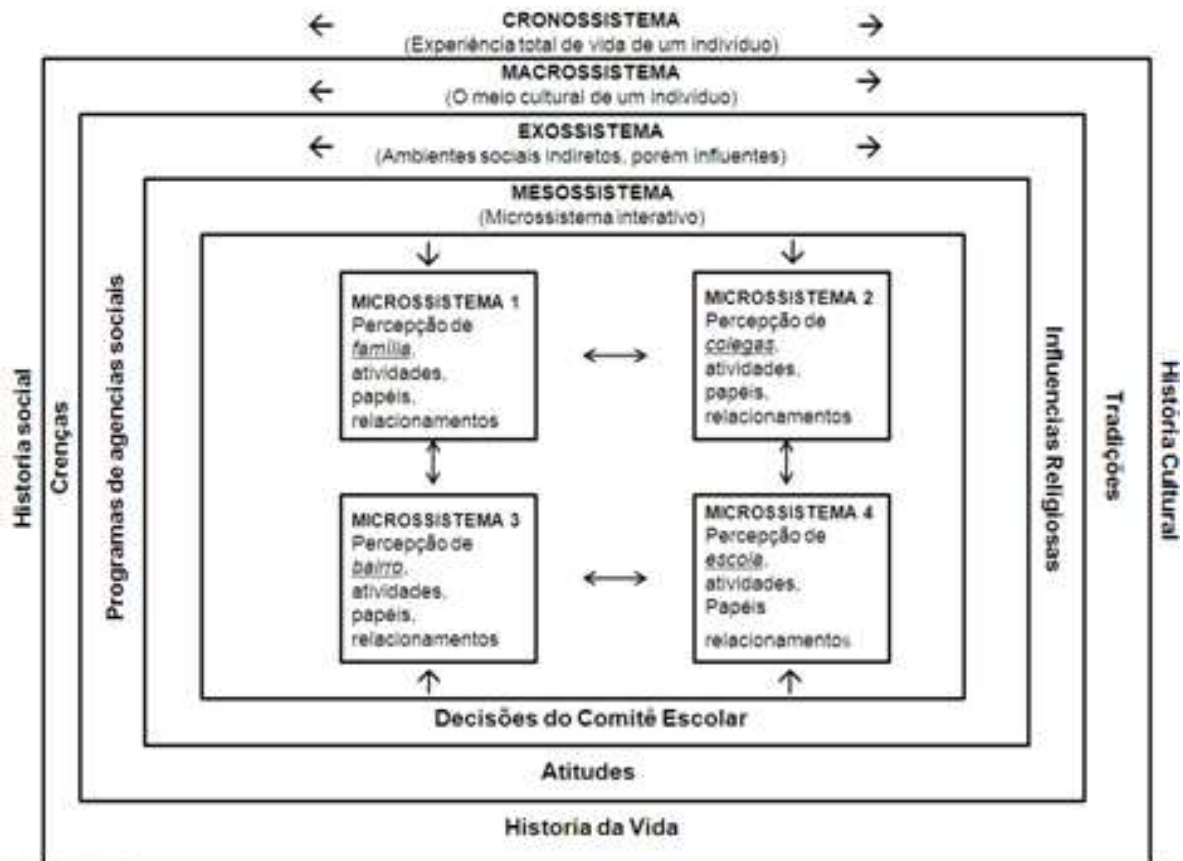 CRONOSSISTEMA
(Experiência total de vida de um indivíduo)
MACROSSISTEMA
(O meio cultural de um indivíduo)
EXOSSISTEMA
(Ambientes sociais indiretos, porém influentes)
MESOSSISTEMA
(Microssistema interativo)
MICROSSISTEMA 1
Percepção de
família,
atividades,
papéis,
relacionamentos
MICROSSISTEMA 2
Percepção de
colegas,
atividades,
papéis,
relacionamentos
MICROSSISTEMA 3
Percepção de
bairro,
atividades,
papéis,
relacionamentos
MICROSSISTEMA 4
Percepção de
escola,
atividades,
Papéis
relacionamentos
Historia social
Crenças
Programas de agencias sociais
Influencias Religiosas
Tradições
História Cultural
Decisões do Comitê Escolar
Atitudes
Historia da Vida